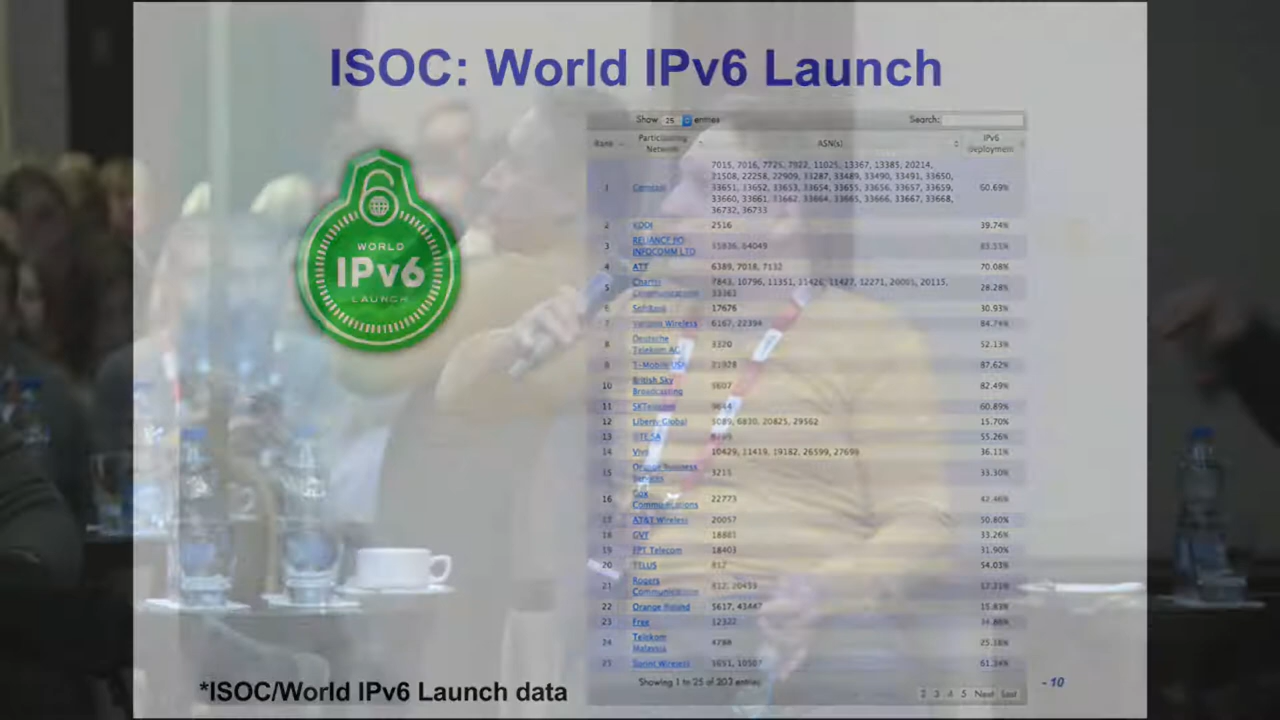 ISOC: World IPv6 Launch
Show 25 entries Search:
Rank Participating Network ASN(s) IPv6 deployment
1 Comcast 7015, 7016, 7725, 7922, 11025, 13367, 13385, 20214,
21508, 22258, 22909, 33287, 33489, 33490, 33491, 33650,
33651, 33652, 33653, 33654, 33655, 33656, 33657, 33659,
33660, 33661, 33662, 33664, 33665, 33666, 33667, 33668,
36732, 36733
60.69%
2 KDDI 2516 39.74%
3 RELIANCE JIO
INFOCOMM LTD 55836, 64049
4 ATT 6389, 7018, 7132 70.08%
5 Charter
Communications 7843, 10796, 11351, 11426, 11427, 12271, 20001, 20115,
33363 28.28%
6 SoftBank 17676 30.93%
7 Verizon Wireless 6167, 22394 84.74%
8 Deutsche
Telekom AG 3320 52.13%
9 T-Mobile USA 21928 87.62%
10 British Sky
Broadcasting 5607 82.49%
11 SKTelecom 9644 60.89%
12 Liberty Global 5089, 6830, 20825, 29562 15.70%
13 55.26%
14 Vivo 10429, 11419, 19182, 26599, 27699 36.11%
15 Orange Business
Services 3215 33.30%
16 Cox
Communications 22773 42.46%
17 AT&T Wireless 20057 50.80%
18 GVT 18881 33.26%
19 FPT Telecom 18403 31.90%
20 TELUS 852 54.03%
21 Rogers
Communications 812, 20453
22 Orange Poland 5617, 43447 15.83%
23 Free 12322
24 Telekom
Malaysia 4788
25 Sprint Wireless 3651, 10507 61.34%
Showing 1 to 25 of 203 entries
2 3 4 5 Next Last
WORLD
IPv6
LAUNCH
*ISOC/World IPv6 Launch data
- 10